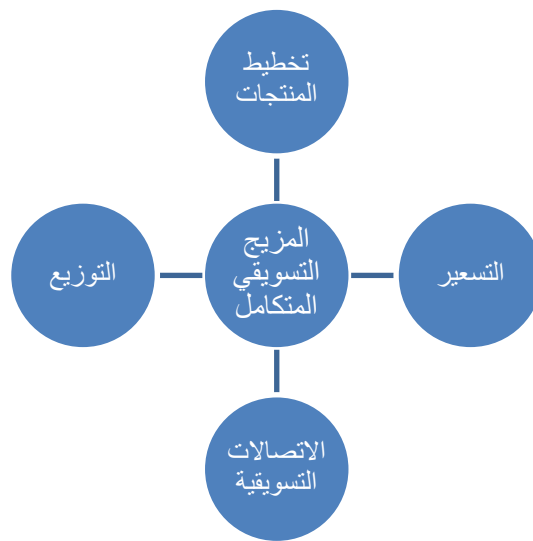 تخطيط
المنتجات
المزيج
التسويقي
المتكامل
التسعير
التوزيع
الاتصالات
التسويقية